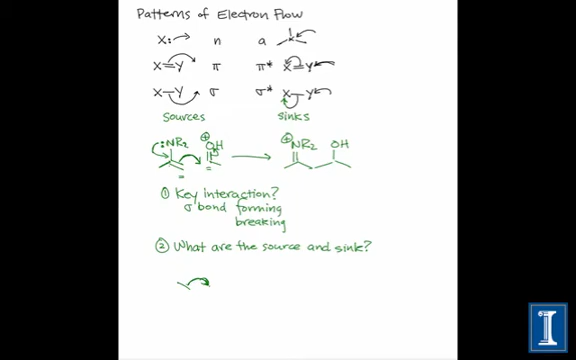 Patterns of Electron Flow
X: n a
X=Y π π* X=Y
X-Y σ σ* X-Y
Sources sinks
:NR2 ⊕OH ⊕NR2 OH
① Key interaction?
σ bond forming
breaking
② What are the source and sink?
I